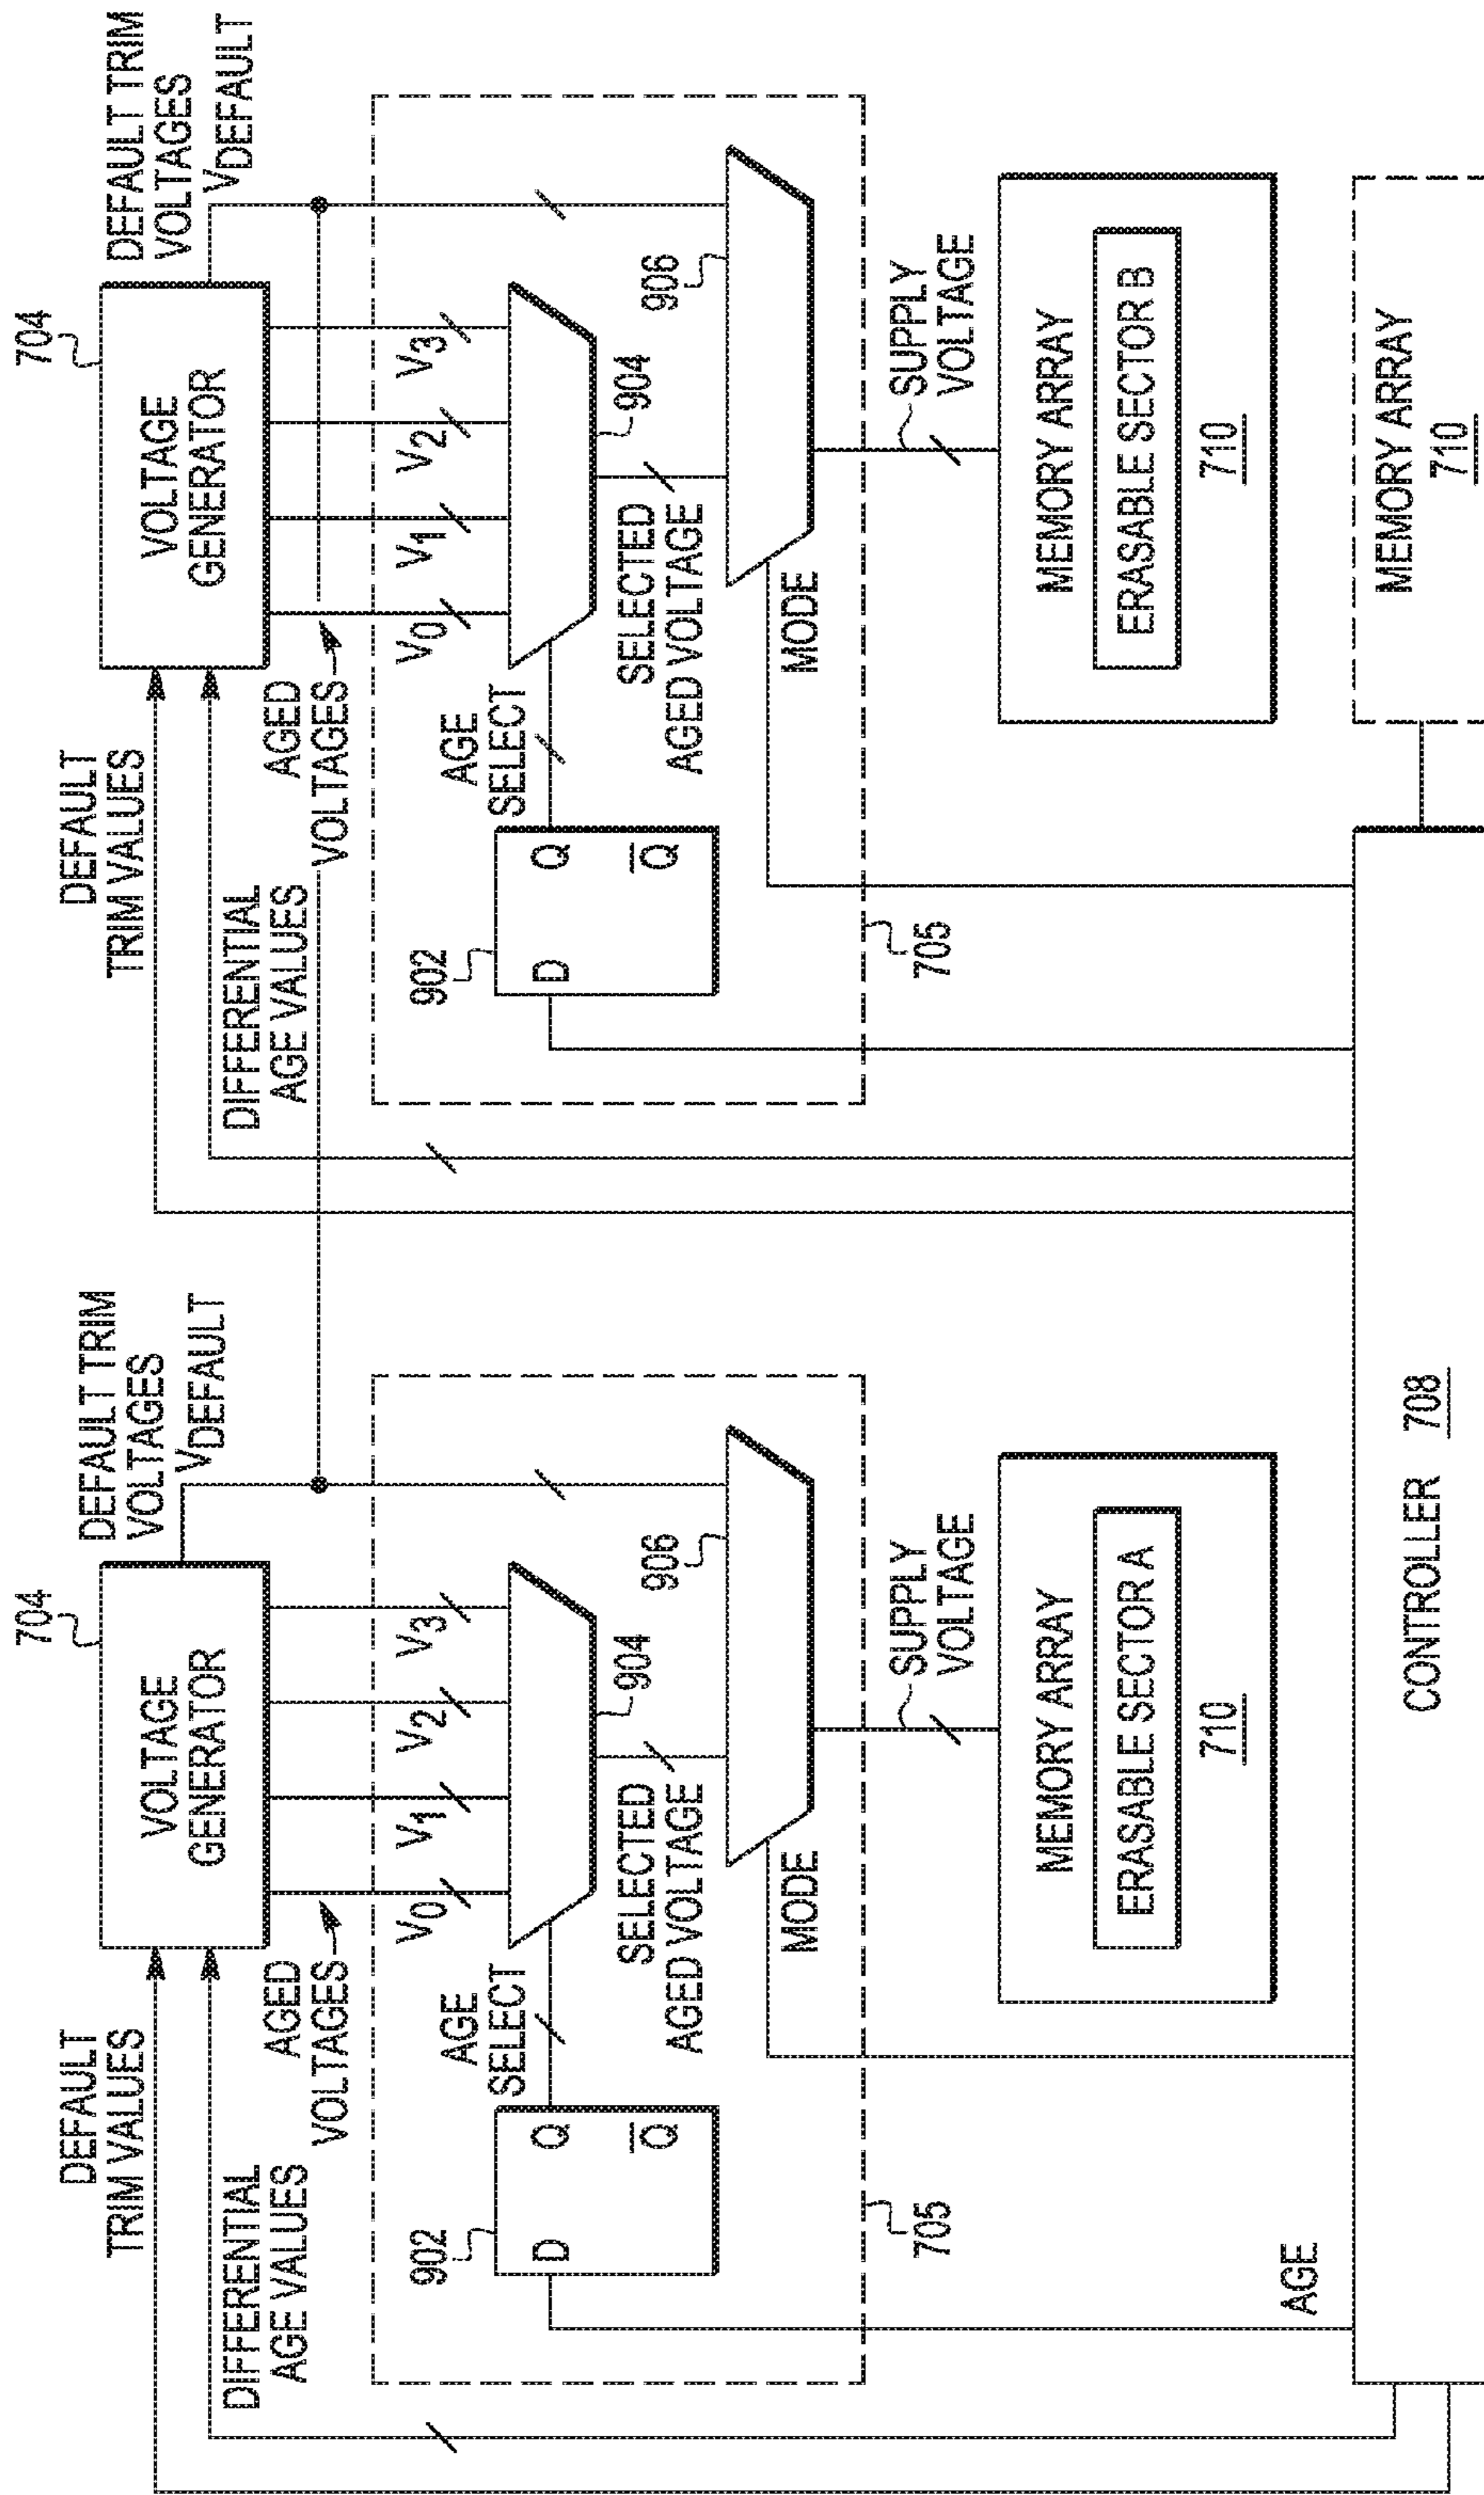 704
DEFAULT TRIM
VOLTAGES
VDEFAULT
VOLTAGE
GENERATOR
DEFAULT
TRIM VALUES
DIFFERENTIAL
AGE VALUES
AGED
VOLTAGES
V0
V1
V2
V3
AGE
SELECT
902
D
Q
Q
904
SELECTED
AGED VOLTAGE
906
MODE
705
SUPPLY
VOLTAGE
MEMORY ARRAY
ERASABLE SECTOR A
710
AGE
704
DEFAULT TRIM
VOLTAGES
VDEFAULT
VOLTAGE
GENERATOR
DEFAULT
TRIM VALUES
DIFFERENTIAL
AGE VALUES
AGED
VOLTAGES
V0
V1
V2
V3
AGE
SELECT
902
D
Q
Q
904
SELECTED
AGED VOLTAGE
906
MODE
705
SUPPLY
VOLTAGE
MEMORY ARRAY
ERASABLE SECTOR B
710
CONTROLLER 708
MEMORY ARRAY
710